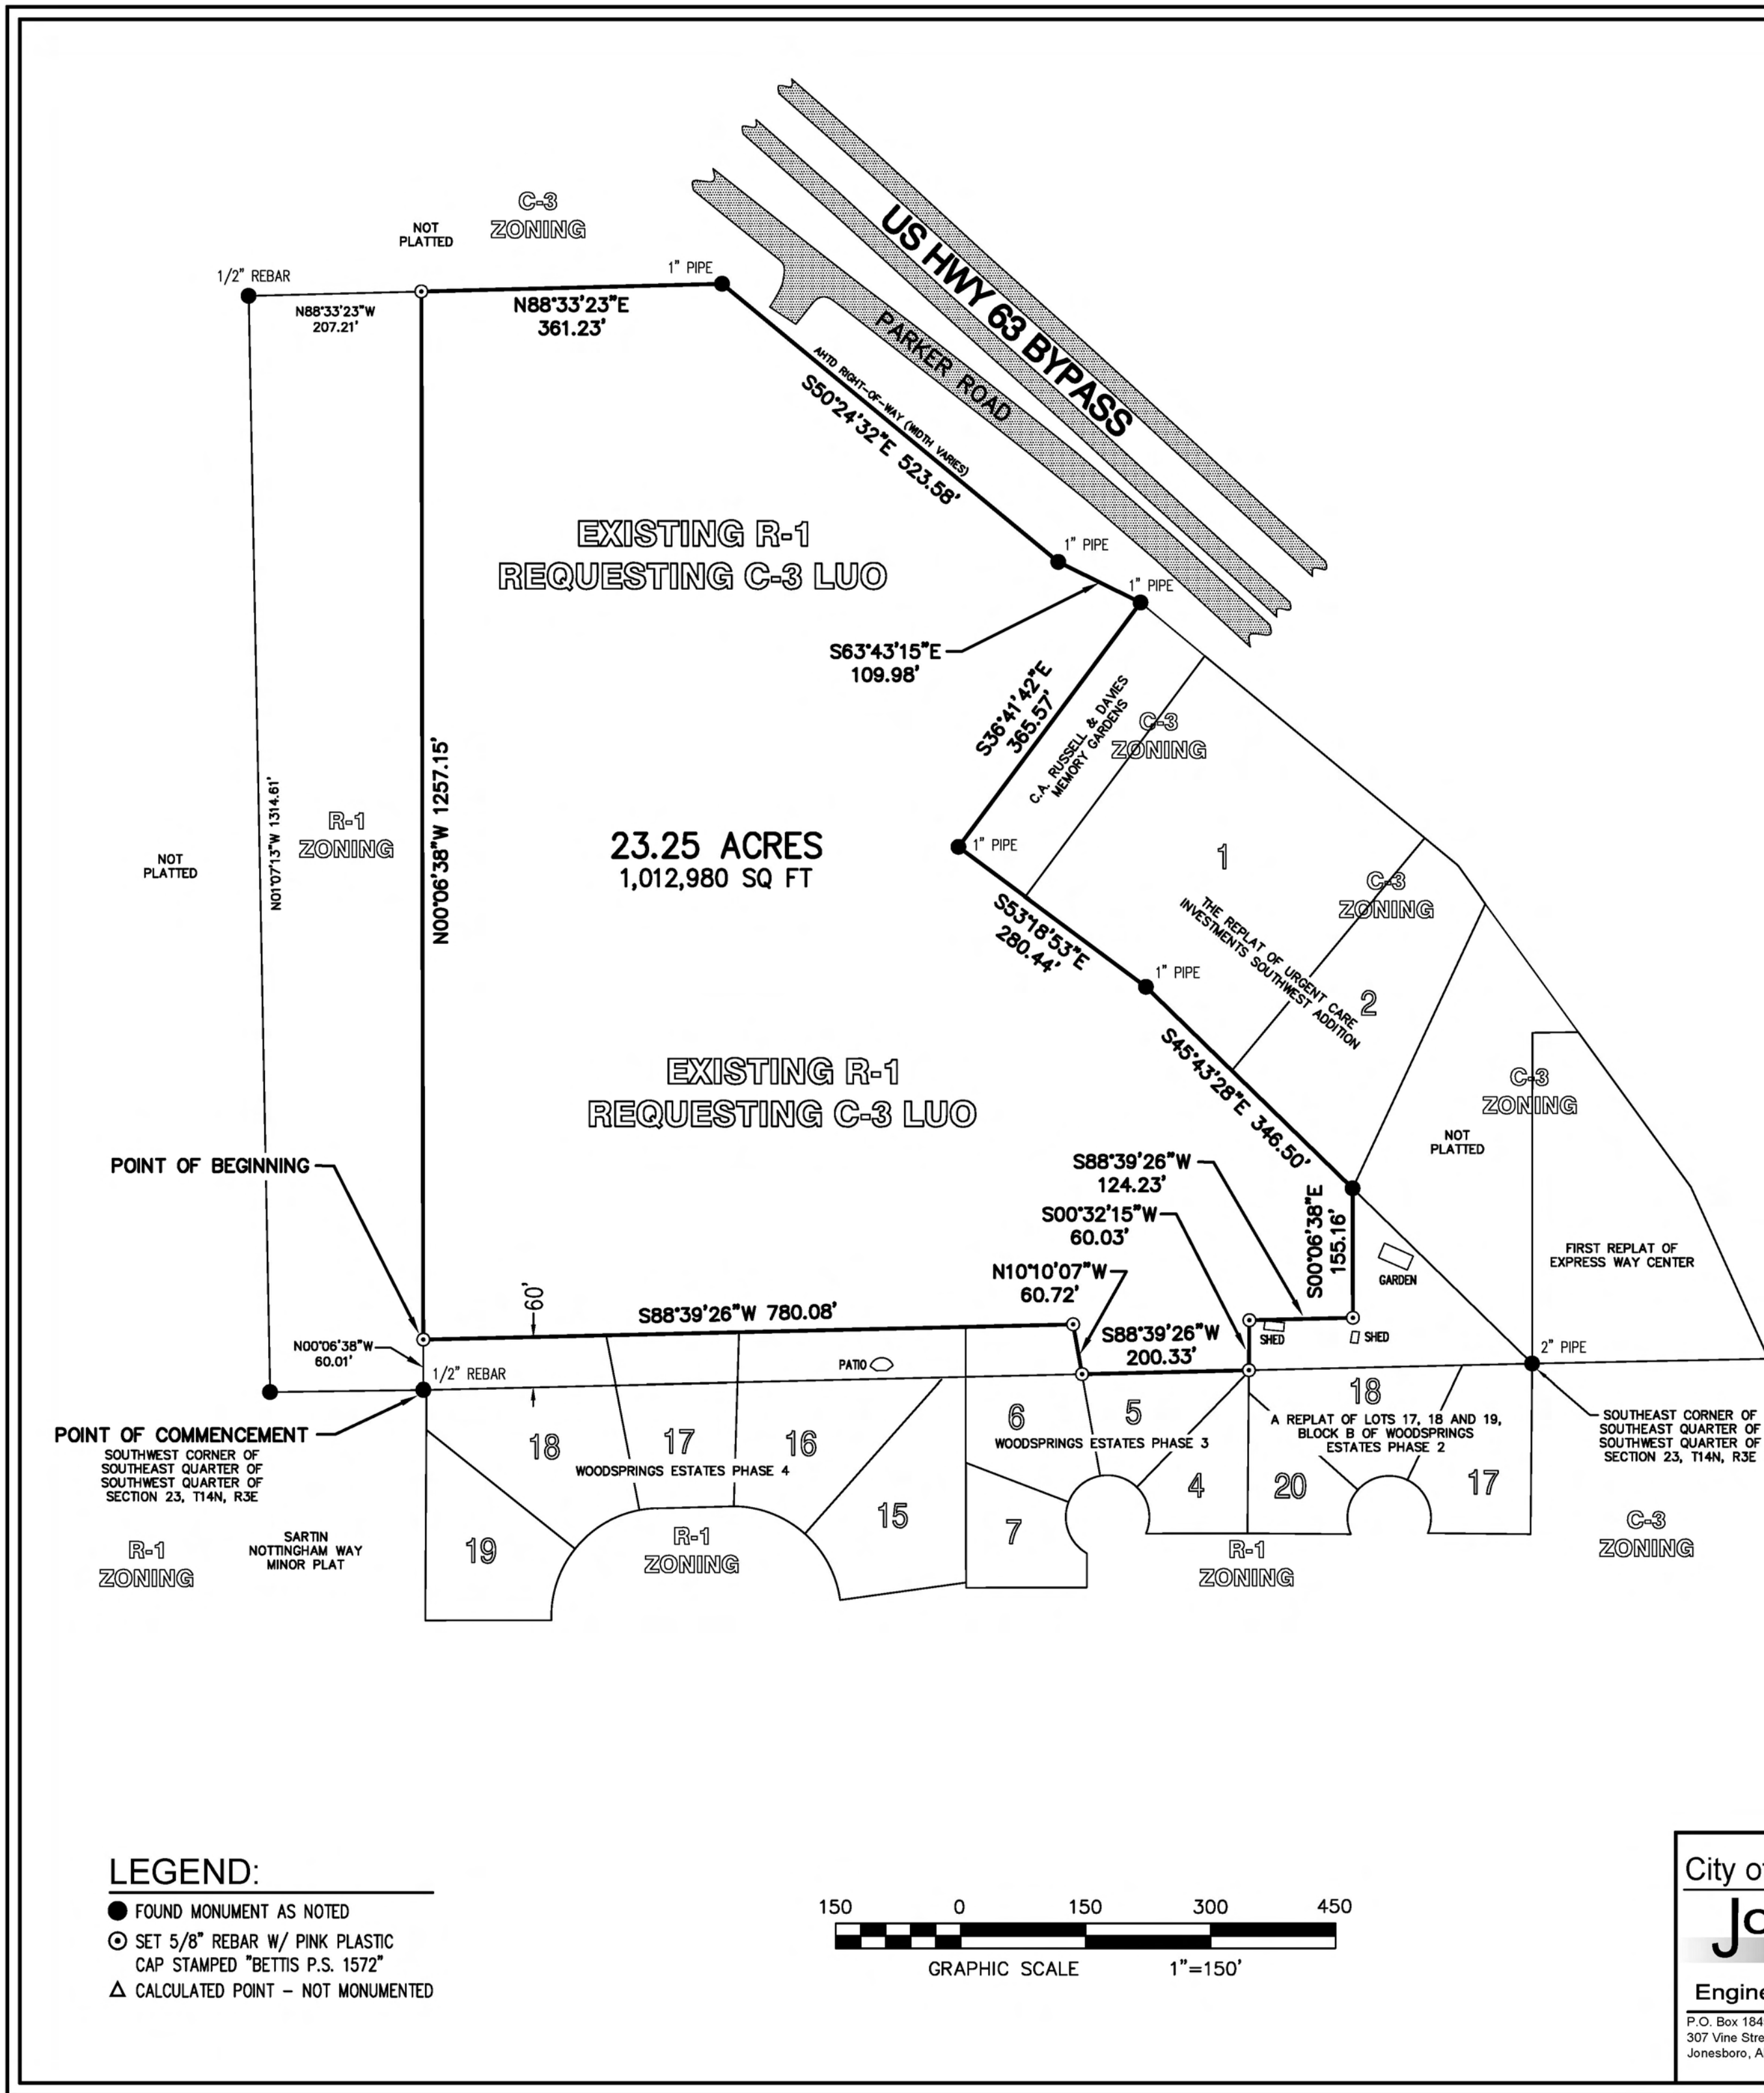 US HWY 63 BYPASS
C-3
ZONING
NOT
PLATTED
1/2" REBAR
1" PIPE
N88°33'23"W
207.21'
N88°33'23"E
361.23'
PARKER ROAD
AHTD RIGHT-OF-WAY (WIDTH VARIES)
S50°24'32"E 523.58'
EXISTING R-1
REQUESTING C-3 LUO
1" PIPE
1" PIPE
S63°43'15"E
109.98'
S36°41'42"E
365.57'
C.A. RUSSELL & DAVIES
MEMORY GARDENS
C-3
ZONING
N01°07'13"W 1314.61'
N00°06'38"W 1257.15'
R-1
ZONING
NOT
PLATTED
23.25 ACRES
1,012,980 SQ FT
1" PIPE
1
C-3
ZONING
S53°18'53"E
280.44'
THE REPLAT OF URGENT CARE
INVESTMENTS SOUTHWEST ADDITION
1" PIPE
2
S45°43'28"E 346.50'
EXISTING R-1
REQUESTING C-3 LUO
C-3
ZONING
NOT
PLATTED
POINT OF BEGINNING
S88°39'26"W
124.23'
S00°32'15"W
60.03'
S00°06'38"E
155.16'
GARDEN
FIRST REPLAT OF
EXPRESS WAY CENTER
N10°10'07"W
60.72'
60'
S88°39'26"W 780.08'
S88°39'26"W
200.33'
SHED
SHED
2" PIPE
N00°06'38"W
60.01'
1/2" REBAR
PATIO
POINT OF COMMENCEMENT
SOUTHWEST CORNER OF
SOUTHEAST QUARTER OF
SOUTHWEST QUARTER OF
SECTION 23, T14N, R3E
18
17
16
WOODSPRINGS ESTATES PHASE 4
15
19
6
5
WOODSPRINGS ESTATES PHASE 3
7
4
18
A REPLAT OF LOTS 17, 18 AND 19,
BLOCK B OF WOODSPRINGS
ESTATES PHASE 2
20
17
SOUTHEAST CORNER OF
SOUTHEAST QUARTER OF
SOUTHWEST QUARTER OF
SECTION 23, T14N, R3E
R-1
ZONING
SARTIN
NOTTINGHAM WAY
MINOR PLAT
R-1
ZONING
R-1
ZONING
C-3
ZONING
LEGEND:
FOUND MONUMENT AS NOTED
SET 5/8" REBAR W/ PINK PLASTIC
CAP STAMPED "BETTIS P.S. 1572"
CALCULATED POINT - NOT MONUMENTED
150 0 150 300 450
GRAPHIC SCALE 1"=150'
City of
Jo
Engine
P.O. Box 184
307 Vine Stre
Jonesboro, A